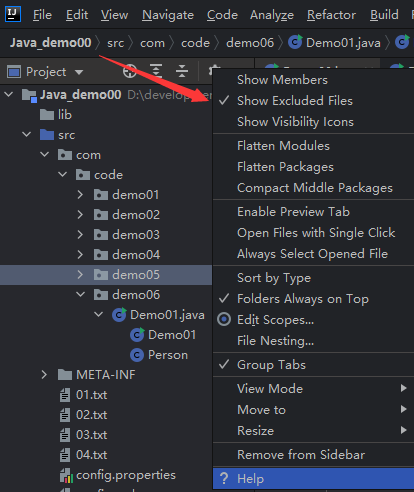 IJ File Edit View Navigate Code Analyze Refactor Build
Java_demo00 src com code demo06 Demo01.java
Project
Java_demo00 D:\developmen
lib
src
com
code
demo01
demo02
demo03
demo04
demo05
demo06
Demo01.java
Demo01
Person
META-INF
01.txt
02.txt
03.txt
04.txt
config.properties
Show Members
Show Excluded Files
Show Visibility Icons
Flatten Modules
Flatten Packages
Compact Middle Packages
Enable Preview Tab
Open Files with Single Click
Always Select Opened File
Sort by Type
Folders Always on Top
Edit Scopes...
File Nesting...
Group Tabs
View Mode
Move to
Resize
Remove from Sidebar
? Help